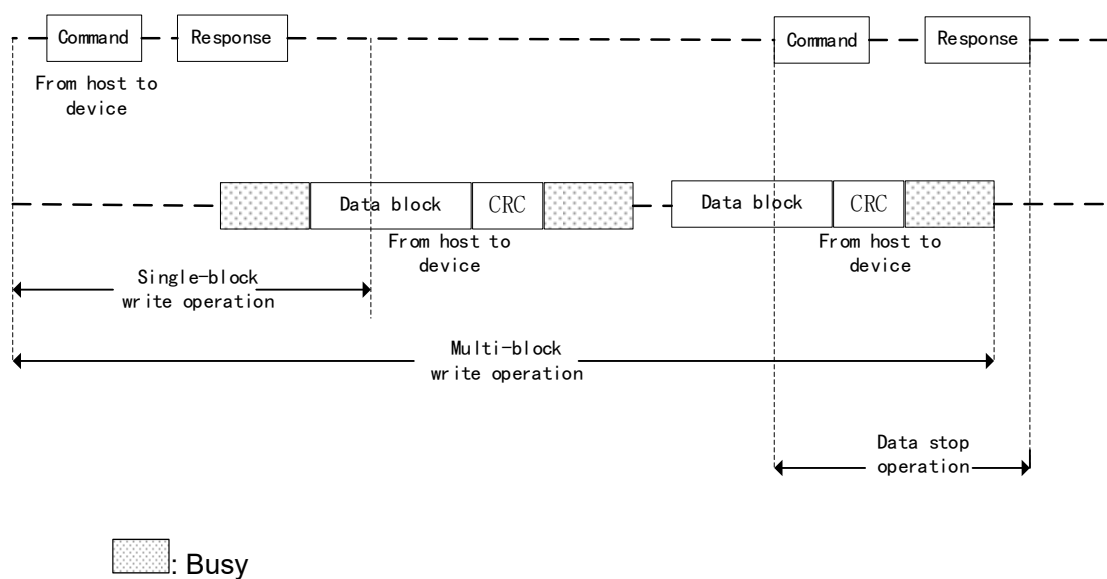 Command Response Command Response
From host to
device
Data block CRC Data block CRC
From host to
device
From host to
device
Single-block
write operation
Multi-block
write operation
Data stop
operation
: Busy